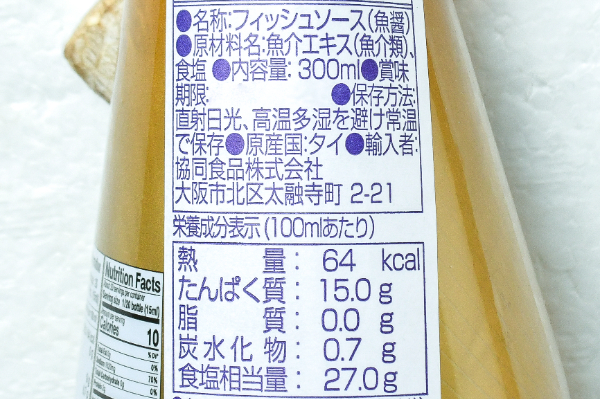 ●名称:フィッシュソース(魚醤)
●原材料名:魚介エキス(魚介類)、
食塩 ●内容量: 300ml●賞味
期限: ●保存方法:
直射日光、高温多湿を避け常温
で保存●原産国:タイ●輸入者:
協同食品株式会社
大阪市北区太融寺町 2-21
栄養成分表示 (100mlあたり)
熱量: 64 kcal
たんぱく質: 15.0 g
脂質: 0.0 g
炭水化物: 0.7 g
食塩相当量: 27.0 g
Nutrition Facts
Serving size 1/20 bottle (15ml)
Calories 10